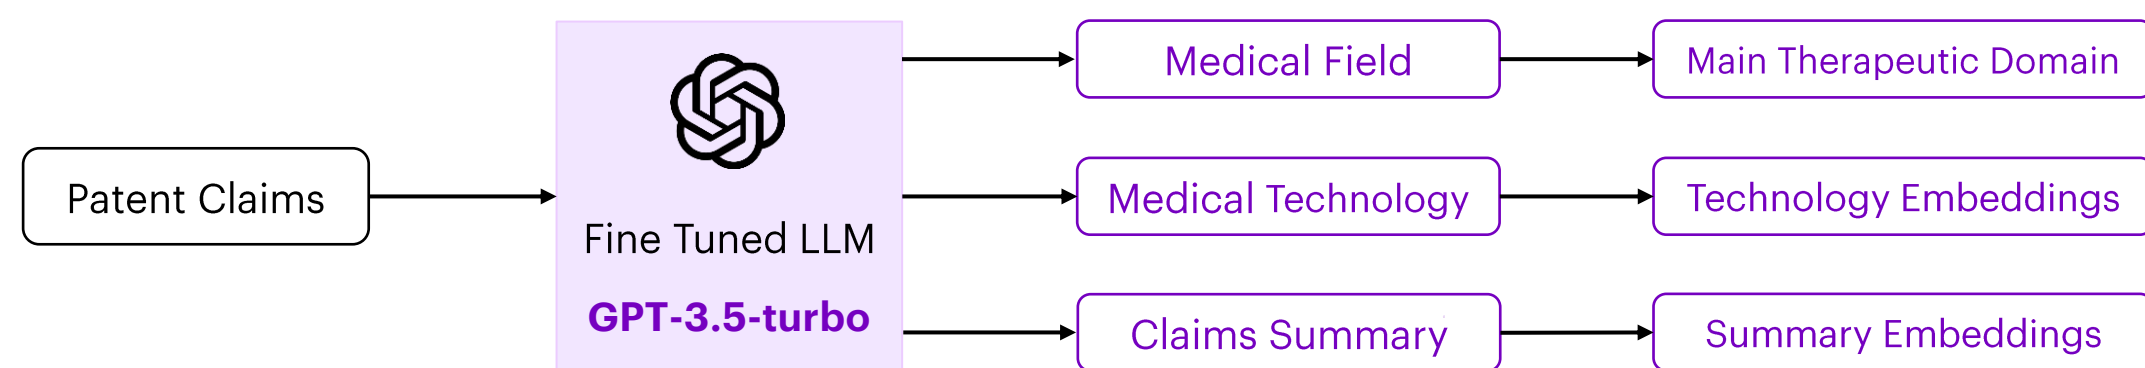 Patent Claims
Fine Tuned LLM
GPT-3.5-turbo
Medical Field
Main Therapeutic Domain
Medical Technology
Technology Embeddings
Claims Summary
Summary Embeddings